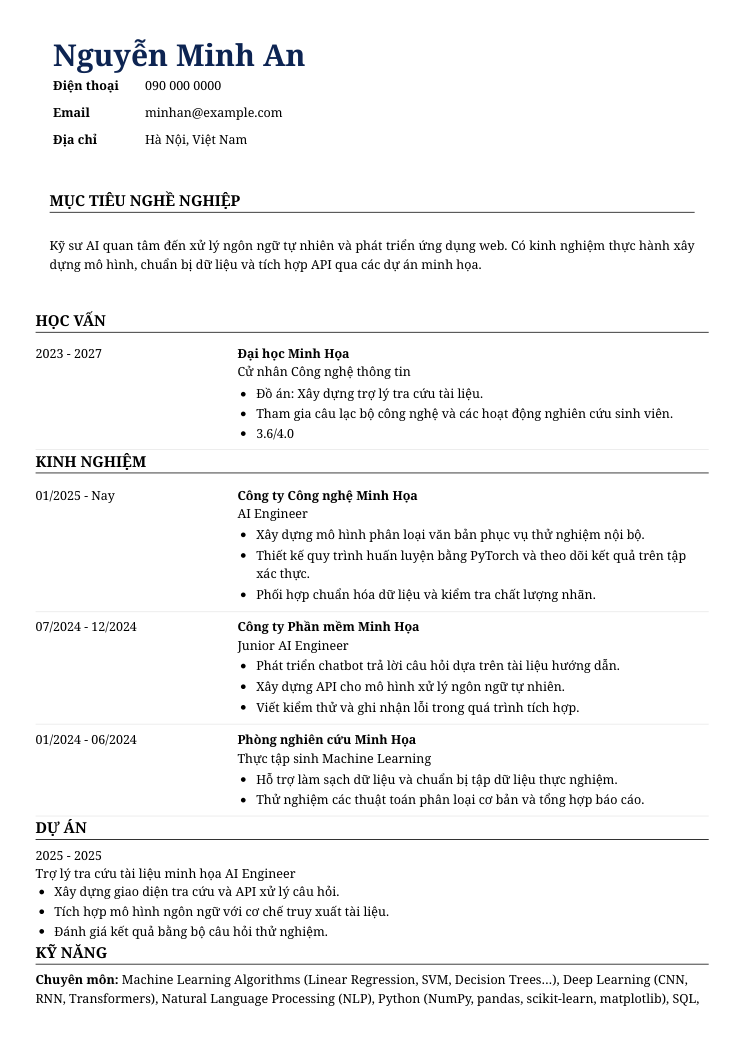 Nguyễn Minh An
Điện thoại 090 000 0000
Email minhan@example.com
Địa chỉ Hà Nội, Việt Nam
MỤC TIÊU NGHỀ NGHIỆP
Kỹ sư AI quan tâm đến xử lý ngôn ngữ tự nhiên và phát triển ứng dụng web. Có kinh nghiệm thực hành xây
dựng mô hình, chuẩn bị dữ liệu và tích hợp API qua các dự án minh họa.
HỌC VẤN
2023 - 2027 Đại học Minh Họa
Cử nhân Công nghệ thông tin
• Đồ án: Xây dựng trợ lý tra cứu tài liệu.
• Tham gia câu lạc bộ công nghệ và các hoạt động nghiên cứu sinh viên.
• 3.6/4.0
KINH NGHIỆM
01/2025 - Nay Công ty Công nghệ Minh Họa
AI Engineer
• Xây dựng mô hình phân loại văn bản phục vụ thử nghiệm nội bộ.
• Thiết kế quy trình huấn luyện bằng PyTorch và theo dõi kết quả trên tập
xác thực.
• Phối hợp chuẩn hóa dữ liệu và kiểm tra chất lượng nhãn.
07/2024 - 12/2024 Công ty Phần mềm Minh Họa
Junior AI Engineer
• Phát triển chatbot trả lời câu hỏi dựa trên tài liệu hướng dẫn.
• Xây dựng API cho mô hình xử lý ngôn ngữ tự nhiên.
• Viết kiểm thử và ghi nhận lỗi trong quá trình tích hợp.
01/2024 - 06/2024 Phòng nghiên cứu Minh Họa
Thực tập sinh Machine Learning
• Hỗ trợ làm sạch dữ liệu và chuẩn bị tập dữ liệu thực nghiệm.
• Thử nghiệm các thuật toán phân loại cơ bản và tổng hợp báo cáo.
DỰ ÁN
2025 - 2025
Trợ lý tra cứu tài liệu minh họa AI Engineer
• Xây dựng giao diện tra cứu và API xử lý câu hỏi.
• Tích hợp mô hình ngôn ngữ với cơ chế truy xuất tài liệu.
• Đánh giá kết quả bằng bộ câu hỏi thử nghiệm.
KỸ NĂNG
Chuyên môn: Machine Learning Algorithms (Linear Regression, SVM, Decision Trees...), Deep Learning (CNN,
RNN, Transformers), Natural Language Processing (NLP), Python (NumPy, pandas, scikit-learn, matplotlib), SQL,